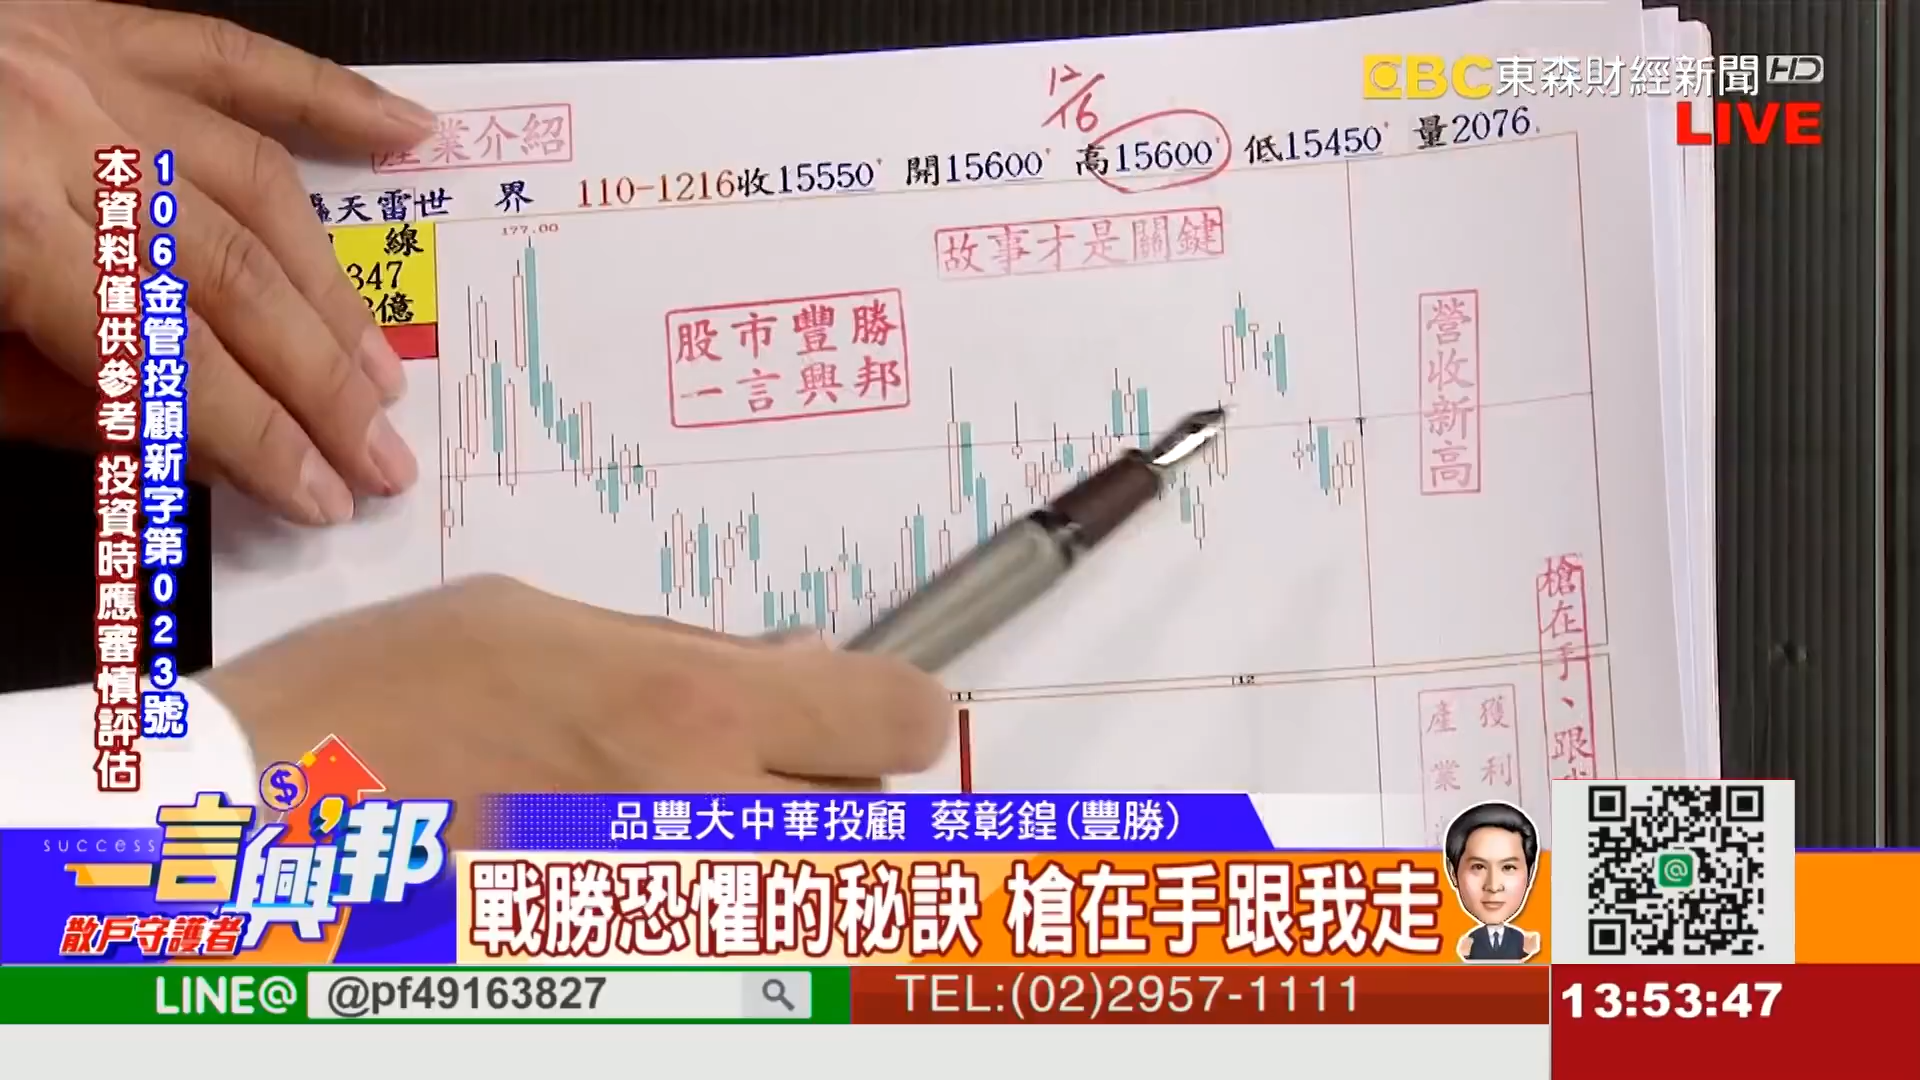 EBC東森財經新聞HD
LIVE
12/16
產業介紹
天雷世 界 110-1216收15550 開15600 高15600 低15450 量2076
線
347
億
177.00
故事才是關鍵
股市豐勝
一言興邦
營收新高
槍在手、跟
獲利
產業
11
12
106金管投顧新字第023號
本資料僅供參考 投資時應審慎評估
success
一言興邦
散戶守護者
品豐大中華投顧 蔡彰鍠(豐勝)
戰勝恐懼的秘訣 槍在手跟我走
LINE@ @pf49163827
TEL:(02)2957-1111
13:53:47